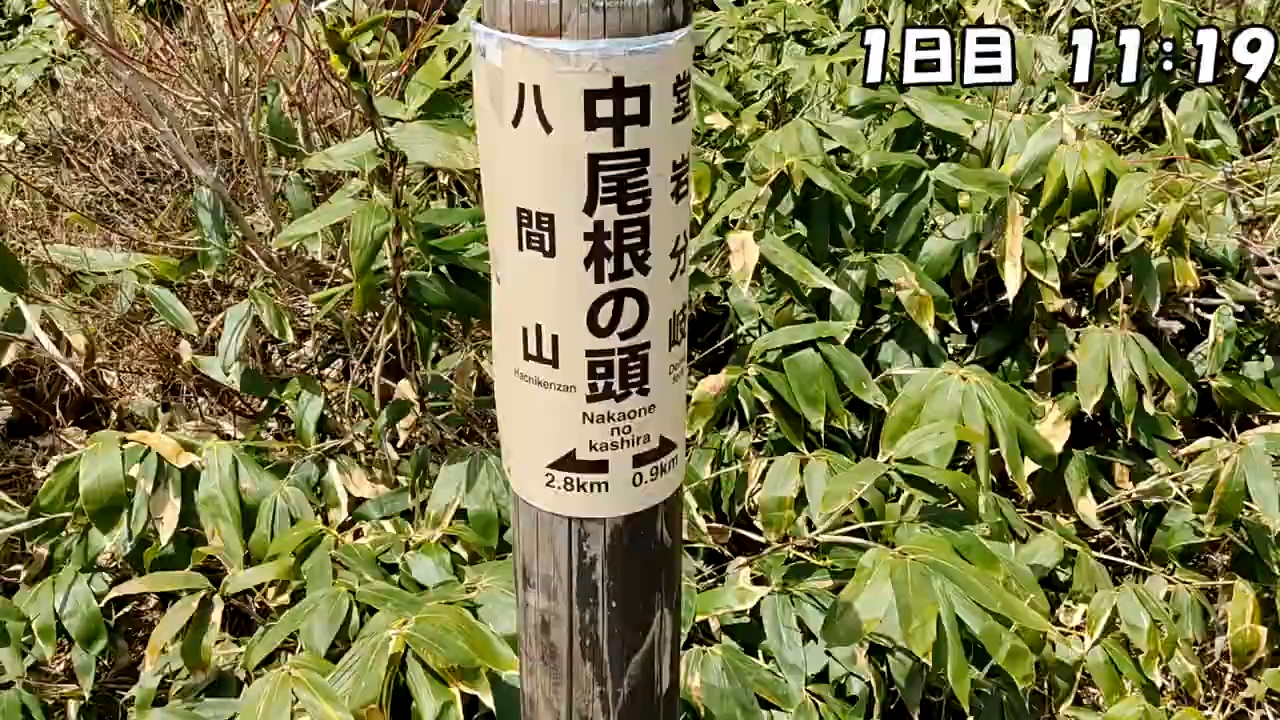 1日目 11:19
八間山
Hachikenzan
中尾根の頭
Nakaone
no
kashira
堂岩分岐
2.8km
0.9km